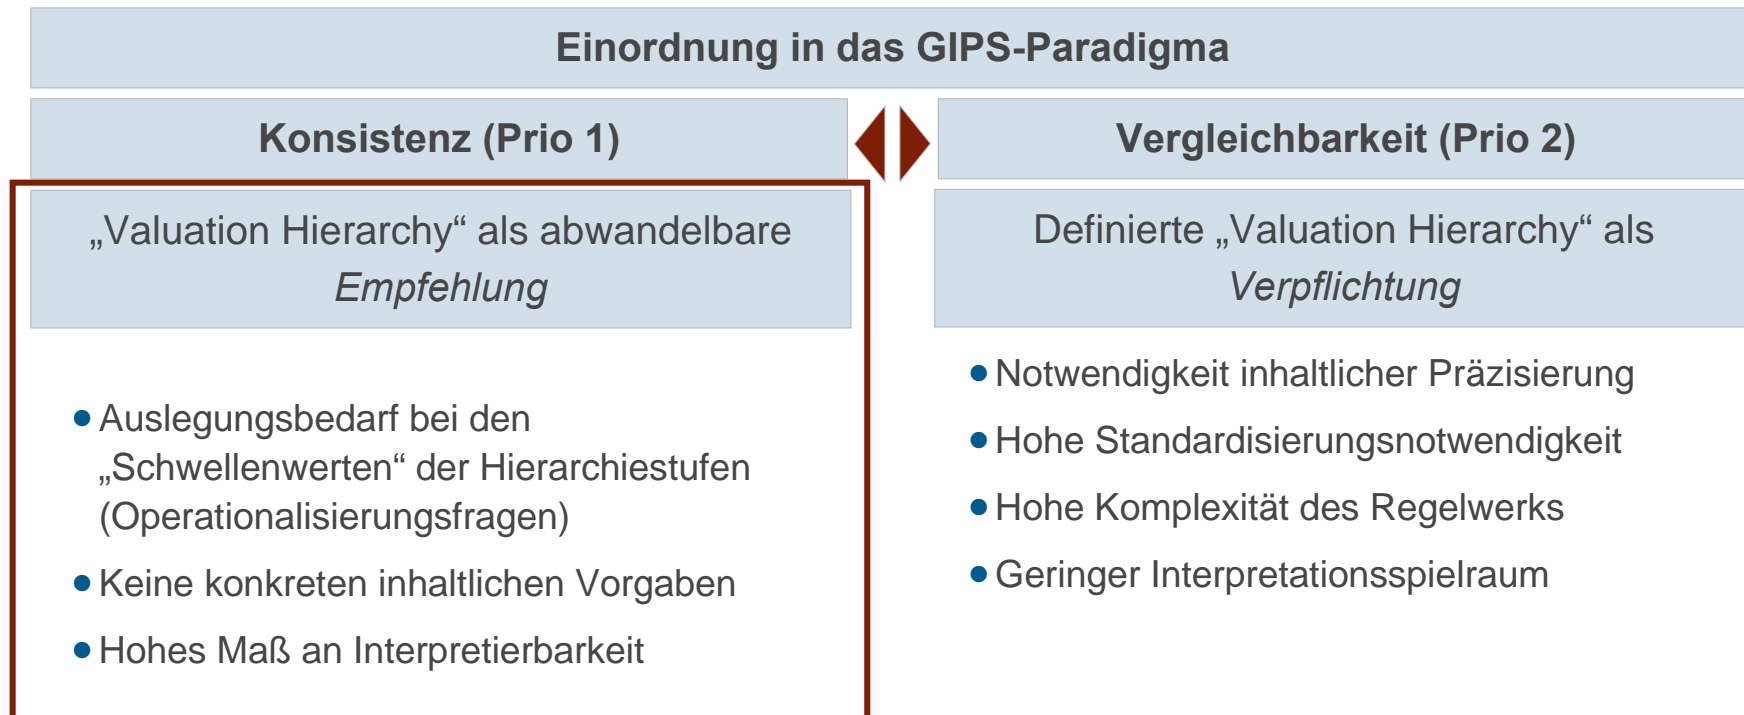 Einordnung in das GIPS-Paradigma
Konsistenz (Prio 1)
„Valuation Hierarchy“ als abwandelbare
Empfehlung
• Auslegungsbedarf bei den
„Schwellenwerten“ der Hierarchiestufen
(Operationalisierungsfragen)
• Keine konkreten inhaltlichen Vorgaben
• Hohes Maß an Interpretierbarkeit
Vergleichbarkeit (Prio 2)
Definierte „Valuation Hierarchy“ als
Verpflichtung
• Notwendigkeit inhaltlicher Präzisierung
• Hohe Standardisierungsnotwendigkeit
• Hohe Komplexität des Regelwerks
• Geringer Interpretationsspielraum